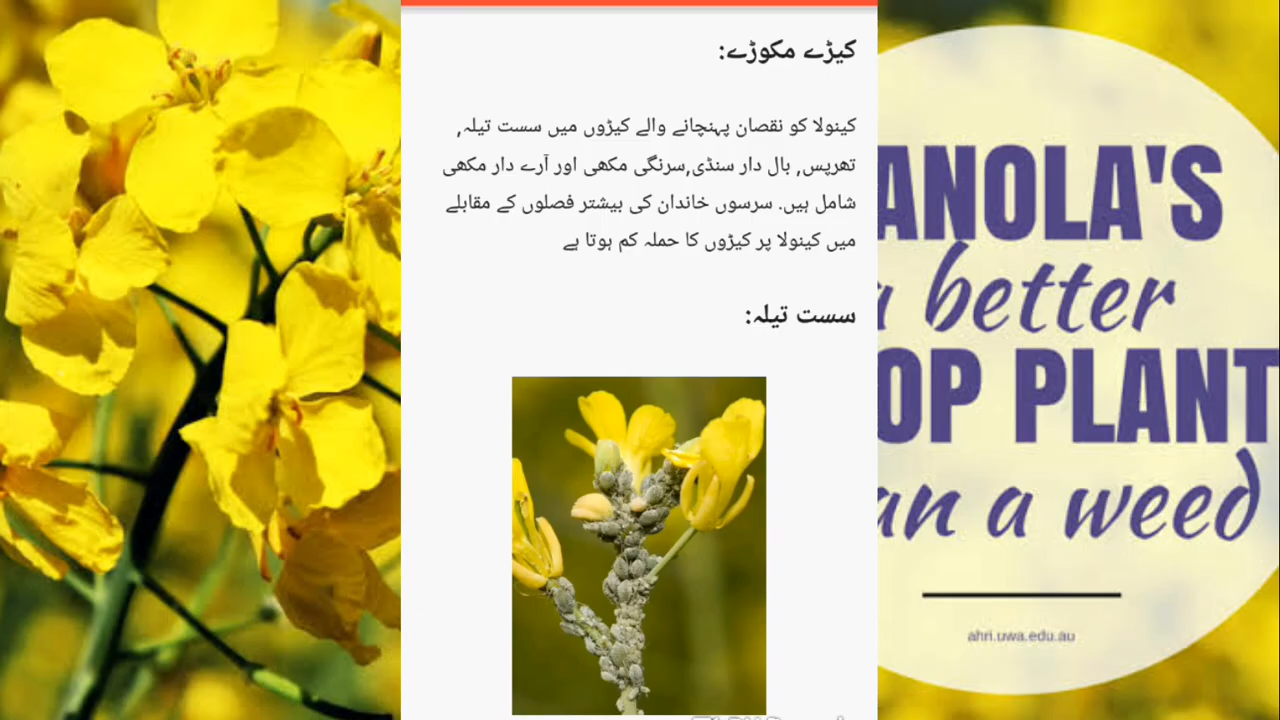 کیڑے مکوڑے:
کینولا کو نقصان پہنچانے والے کیڑوں میں سست تیلہ,
تھرپس, بال دار سنڈی,سرنگی مکھی اور آرے دار مکھی
شامل ہیں. سرسوں خاندان کی بیشتر فصلوں کے مقابلے
میں کینولا پر کیڑوں کا حملہ کم ہوتا ہے
سست تیلہ:
ANOLA'S
a better
OP PLANT
an a weed
ahri.uwa.edu.au